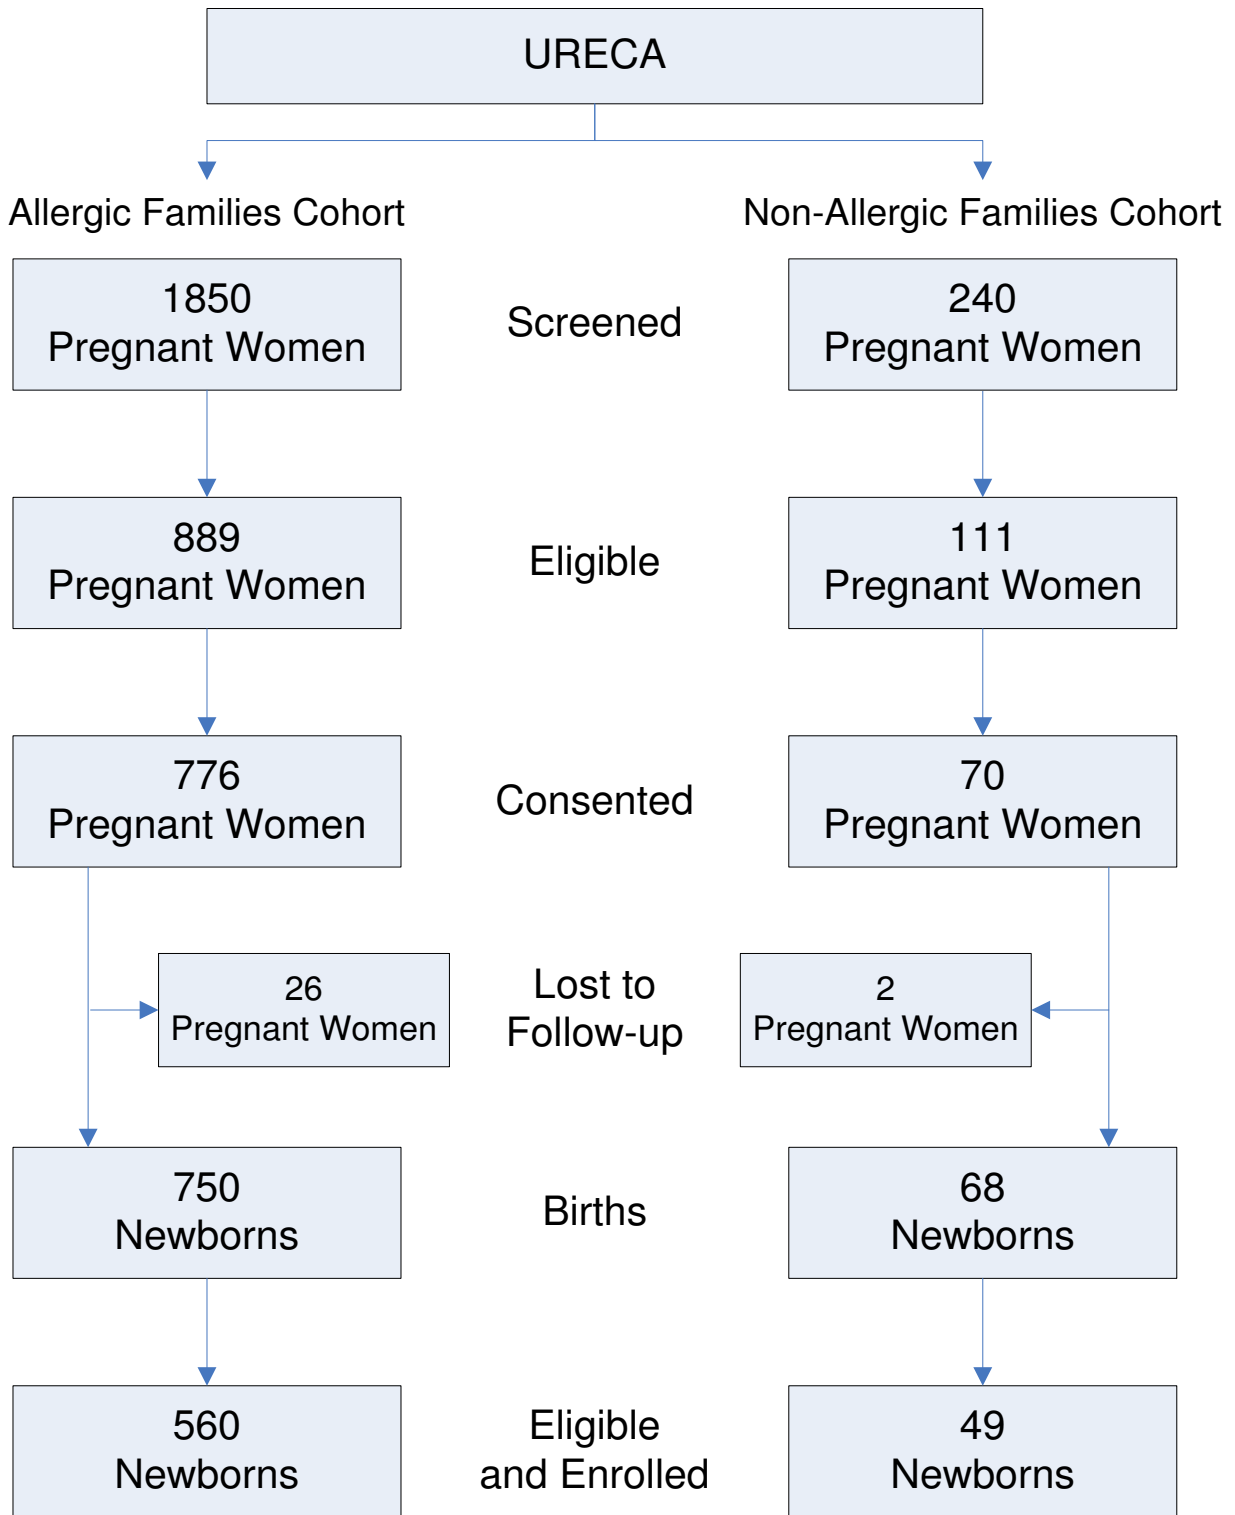 URECA
Allergic Families Cohort
Non-Allergic Families Cohort
1850
Pregnant Women
Screened
240
Pregnant Women
889
Pregnant Women
Eligible
111
Pregnant Women
776
Pregnant Women
Consented
70
Pregnant Women
26
Pregnant Women
Lost to
Follow-up
2
Pregnant Women
750
Newborns
Births
68
Newborns
560
Newborns
Eligible
and Enrolled
49
Newborns